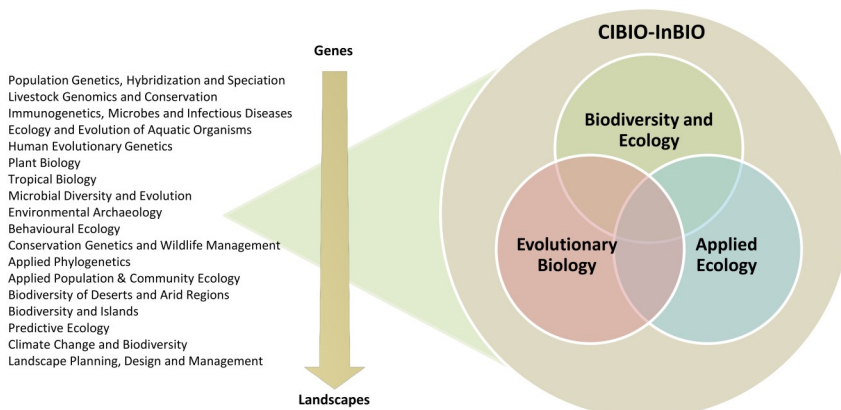 CIBIO-InBIO
Genes
Population Genetics, Hybridization and Speciation
Livestock Genomics and Conservation
Immunogenetics, Microbes and Infectious Diseases
Ecology and Evolution of Aquatic Organisms
Human Evolutionary Genetics
Plant Biology
Tropical Biology
Microbial Diversity and Evolution
Environmental Archaeology
Behavioural Ecology
Conservation Genetics and Wildlife Management
Applied Phylogenetics
Applied Population & Community Ecology
Biodiversity of Deserts and Arid Regions
Biodiversity and Islands
Predictive Ecology
Climate Change and Biodiversity
Landscape Planning, Design and Management
Landscapes
Biodiversity and
Ecology
Evolutionary
Biology
Applied
Ecology